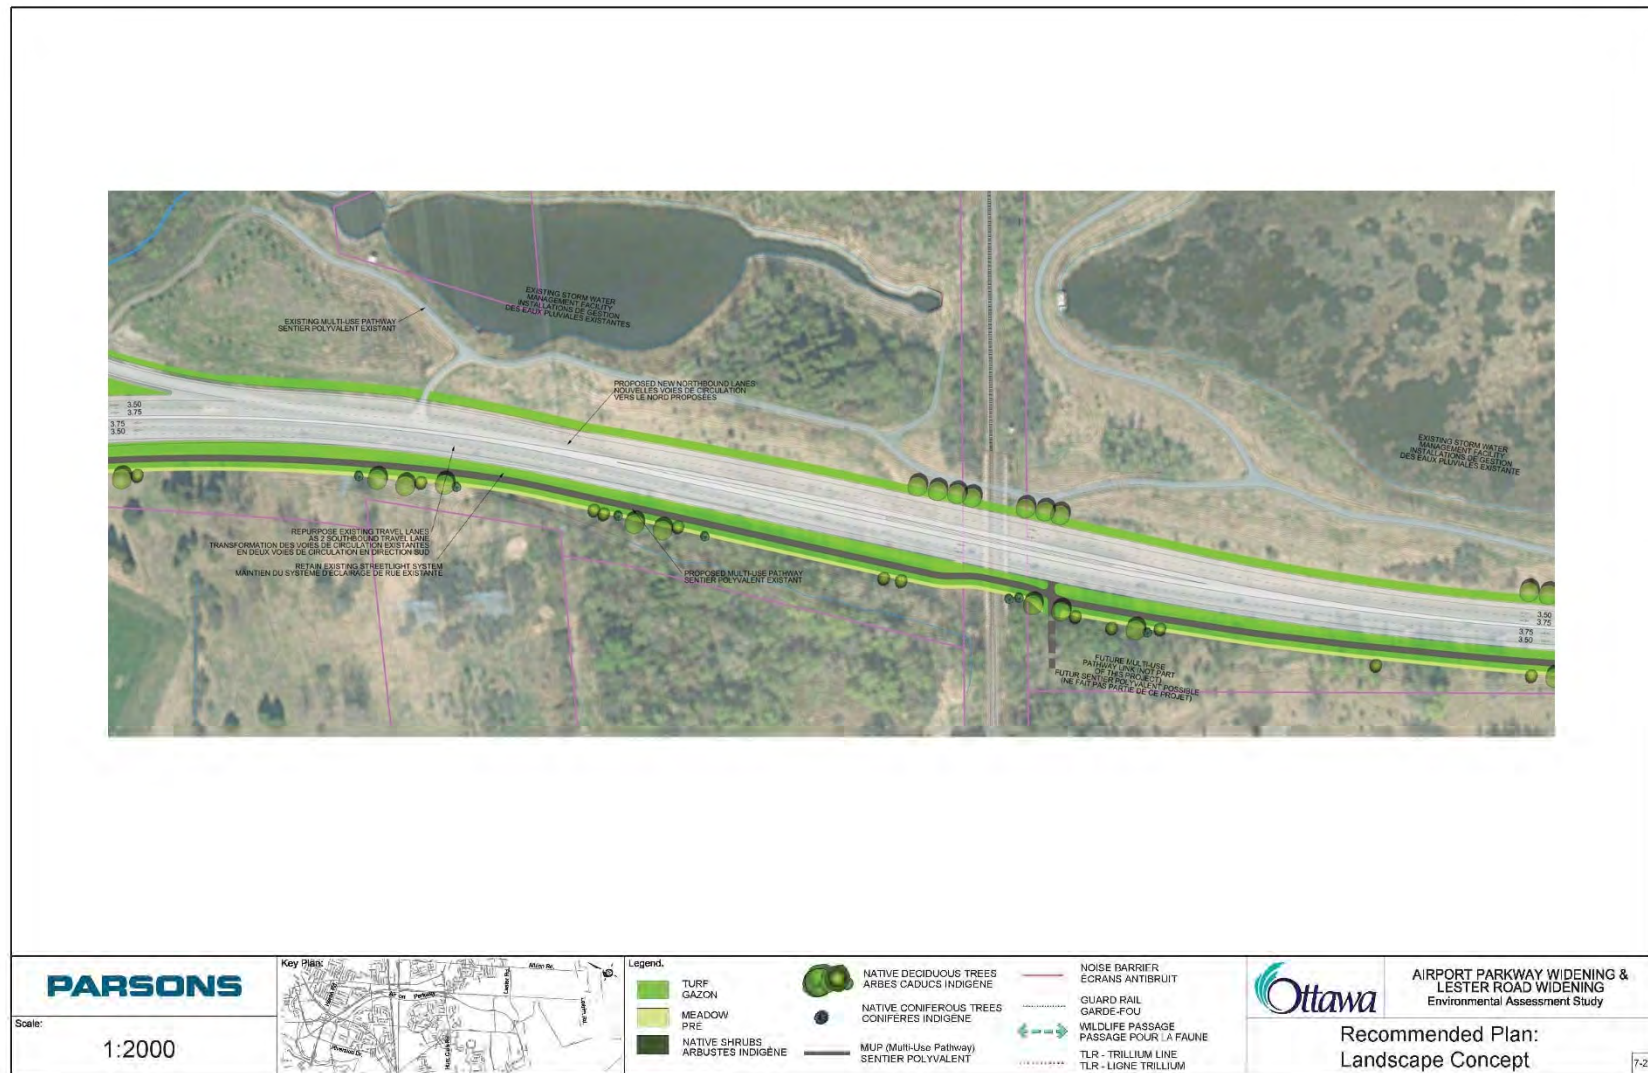 EXISTING STORM WATER
MANAGEMENT FACILITY
INSTALLATIONS DE GESTION
DES EAUX PLUVIALES EXISTANTES
EXISTING MULTI-USE PATHWAY
SENTIER POLYVALENT EXISTANT
PROPOSED NEW NORTHBOUND LANES
NOUVELLES VOIES DE CIRCULATION
VERS LE NORD PROPOSÉES
3.50
3.75
3.75
3.50
EXISTING STORM WATER
MANAGEMENT FACILITY
INSTALLATIONS DE GESTION
DES EAUX PLUVIALES EXISTANTE
REPURPOSE EXISTING TRAVEL LANES
AS 2 SOUTHBOUND TRAVEL LANE
TRANSFORMATION DES VOIES DE CIRCULATION EXISTANTES
EN DEUX VOIES DE CIRCULATION EN DIRECTION SUD
RETAIN EXISTING STREETLIGHT SYSTEM
MAINTIEN DU SYSTÈME D'ÉCLAIRAGE DE RUE EXISTANTE
PROPOSED MULTI-USE PATHWAY
SENTIER POLYVALENT EXISTANT
3.50
3.75
3.75
3.50
FUTURE MULTI-USE
PATHWAY LINK (NOT PART
OF THIS PROJECT)
FUTUR SENTIER POLYVALENT POSSIBLE
(NE FAIT PAS PARTIE DE CE PROJET)
PARSONS
Scale:
1:2000
Key Plan:
Lester Rd.
Riverside Dr.
Legend.
TURF
GAZON
MEADOW
PRÉ
NATIVE SHRUBS
ARBUSTES INDIGÈNE
NATIVE DECIDUOUS TREES
ARBES CADUCS INDIGÈNE
NATIVE CONIFEROUS TREES
CONIFÈRES INDIGÈNE
MUP (Multi-Use Pathway)
SENTIER POLYVALENT
NOISE BARRIER
ÉCRANS ANTIBRUIT
GUARD RAIL
GARDE-FOU
WILDLIFE PASSAGE
PASSAGE POUR LA FAUNE
TLR - TRILLIUM LINE
TLR - LIGNE TRILLIUM
Ottawa
AIRPORT PARKWAY WIDENING &
LESTER ROAD WIDENING
Environmental Assessment Study
Recommended Plan:
Landscape Concept